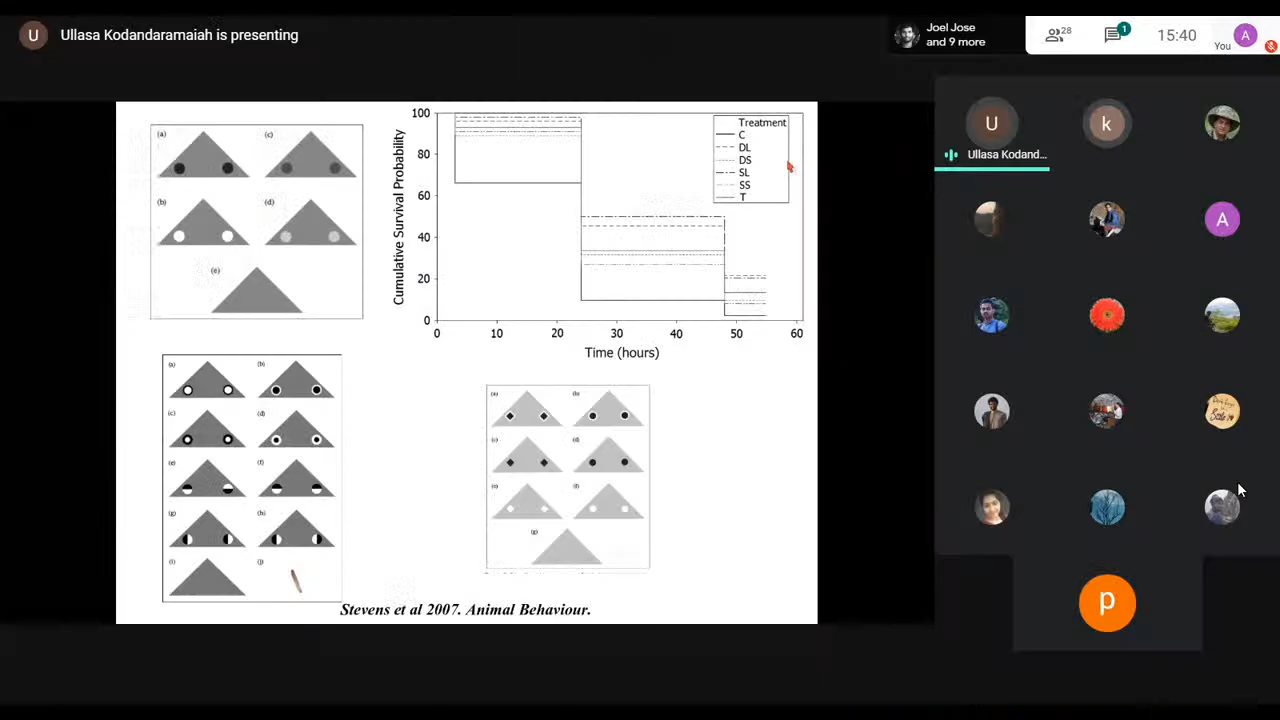 U
Ullasa Kodandaramaiah is presenting
Joel Jose
and 9 more
28
1
15:40
You
A
(a)
(c)
(b)
(d)
(e)
100
80
60
40
20
0
Cumulative Survival Probability
0 10 20 30 40 50 60
Time (hours)
Treatment
C
DL
DS
SL
SS
T
(a)
(b)
(c)
(d)
(e)
(f)
(g)
(h)
(i)
(j)
(a)
(b)
(c)
(d)
(e)
(f)
(g)
Stevens et al 2007. Animal Behaviour.
U
k
Ullasa Kodand...
A
p